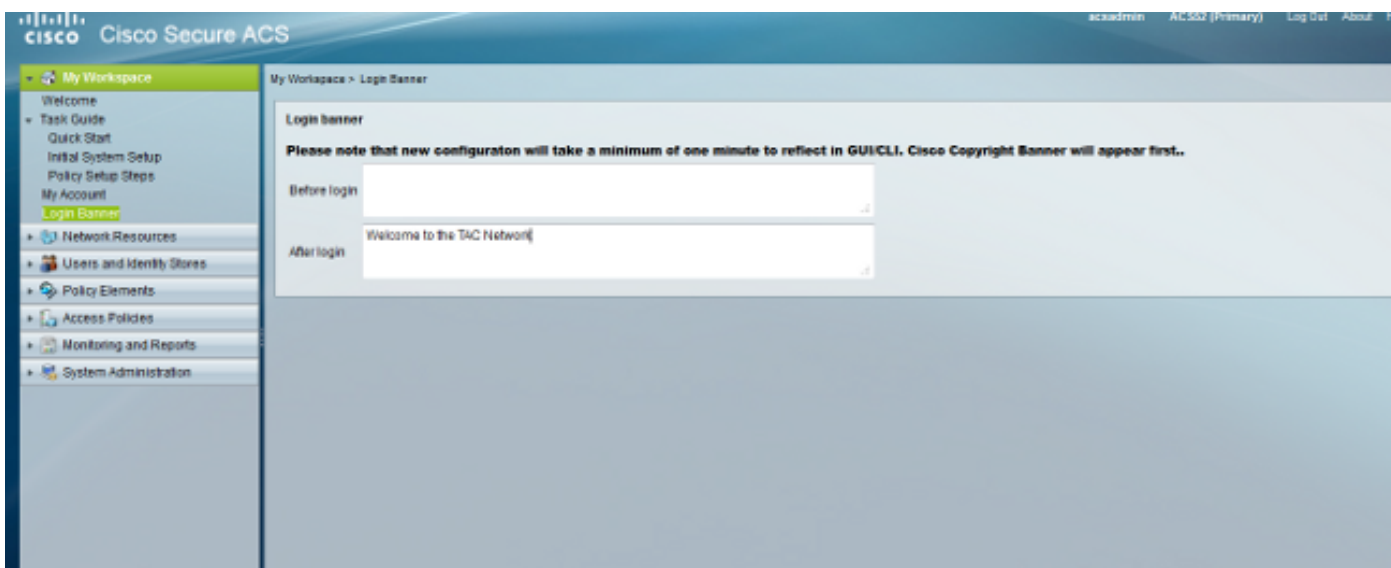 CISCO Cisco Secure ACS
acsadmin ACS52 (Primary) Log Out About
My Workspace
Welcome
Task Guide
Quick Start
Initial System Setup
Policy Setup Steps
My Account
Login Banner
Network Resources
Users and Identity Stores
Policy Elements
Access Policies
Monitoring and Reports
System Administration
My Workspace > Login Banner
Login banner
Please note that new configuraton will take a minimum of one minute to reflect in GUI/CLI. Cisco Copyright Banner will appear first..
Before login
Welcome to the TAC Network
After login